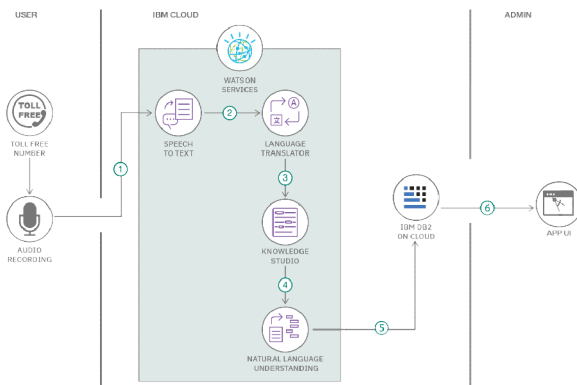 USER
IBM CLOUD
ADMIN
WATSON
SERVICES
TOLL
FREE
TOLL FREE
NUMBER
SPEECH
TO TEXT
2
A
文
LANGUAGE
TRANSLATOR
1
3
AUDIO
RECORDING
KNOWLEDGE
STUDIO
IBM DB2
ON CLOUD
6
APP UI
4
NATURAL LANGUAGE
UNDERSTANDING
5